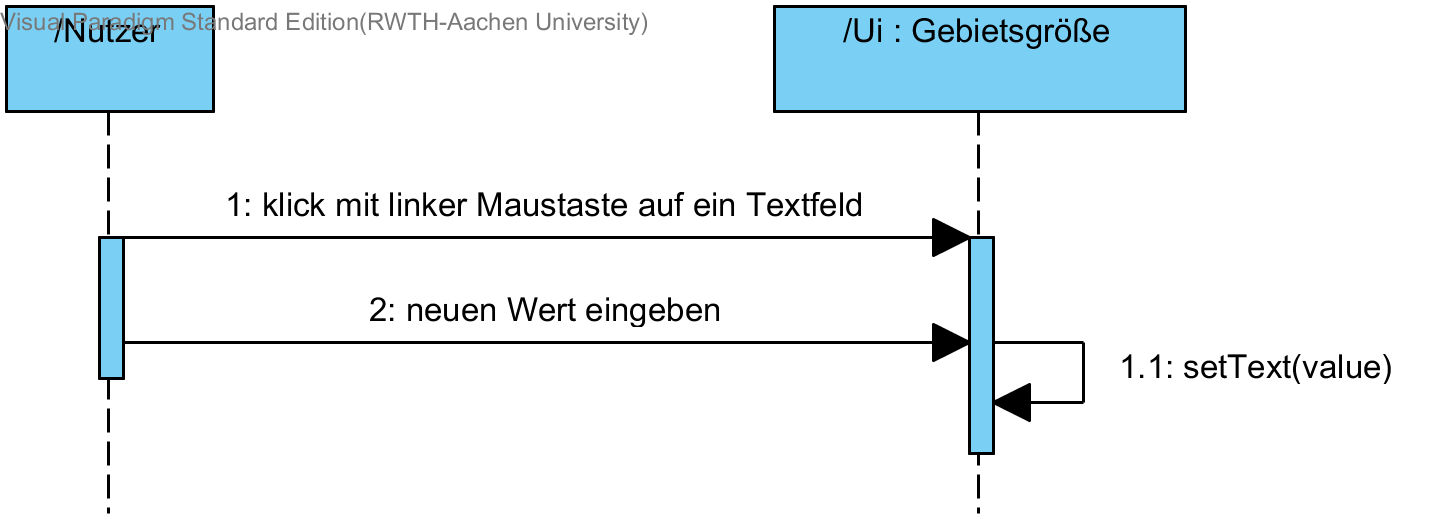 Visual Paradigm Standard Edition(RWTH-Aachen University)
/Nutzer
/Ui : Gebietsgröße
1: klick mit linker Maustaste auf ein Textfeld
2: neuen Wert eingeben
1.1: setText(value)